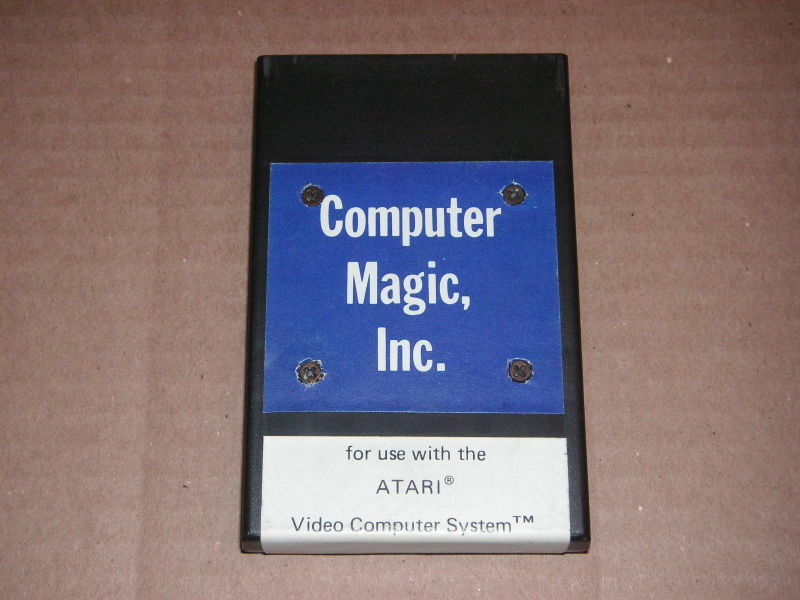 Computer
Magic,
Inc.
for use with the
ATARI®
Video Computer System™